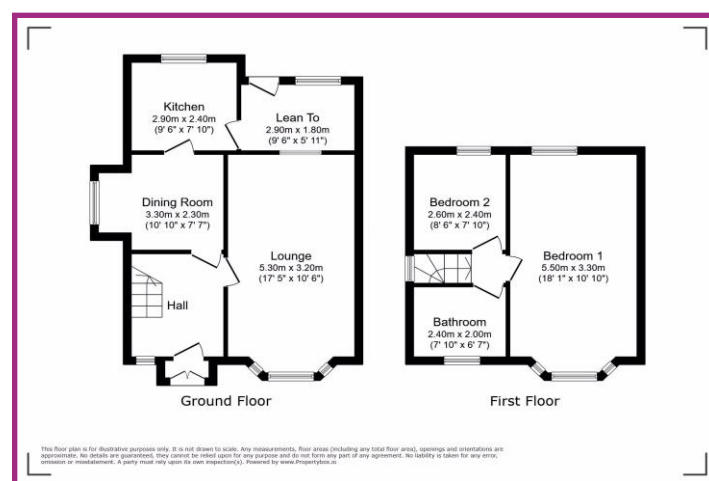 Kitchen
2.90m x 2.40m
(9' 6" x 7' 10")
Lean To
2.90m x 1.80m
(9' 6" x 5' 11")
Dining Room
3.30m x 2.30m
(10' 10" x 7' 7")
Lounge
5.30m x 3.20m
(17' 5" x 10' 6")
Hall
Ground Floor
Bedroom 2
2.60m x 2.40m
(8' 6" x 7' 10")
Bedroom 1
5.50m x 3.30m
(18' 1" x 10' 10")
Bathroom
2.40m x 2.00m
(7' 10" x 6' 7")
First Floor
This floor plan is for illustrative purposes only. It is not drawn to scale. Any measurements, floor areas (including any total floor area), openings and orientations are
approximate. No details are guaranteed, they cannot be relied upon for any purpose and do not form any part of any agreement. No liability is taken for any error,
omission or misstatement. A party must rely upon its own inspection(s). Powered by www.Propertybox.io